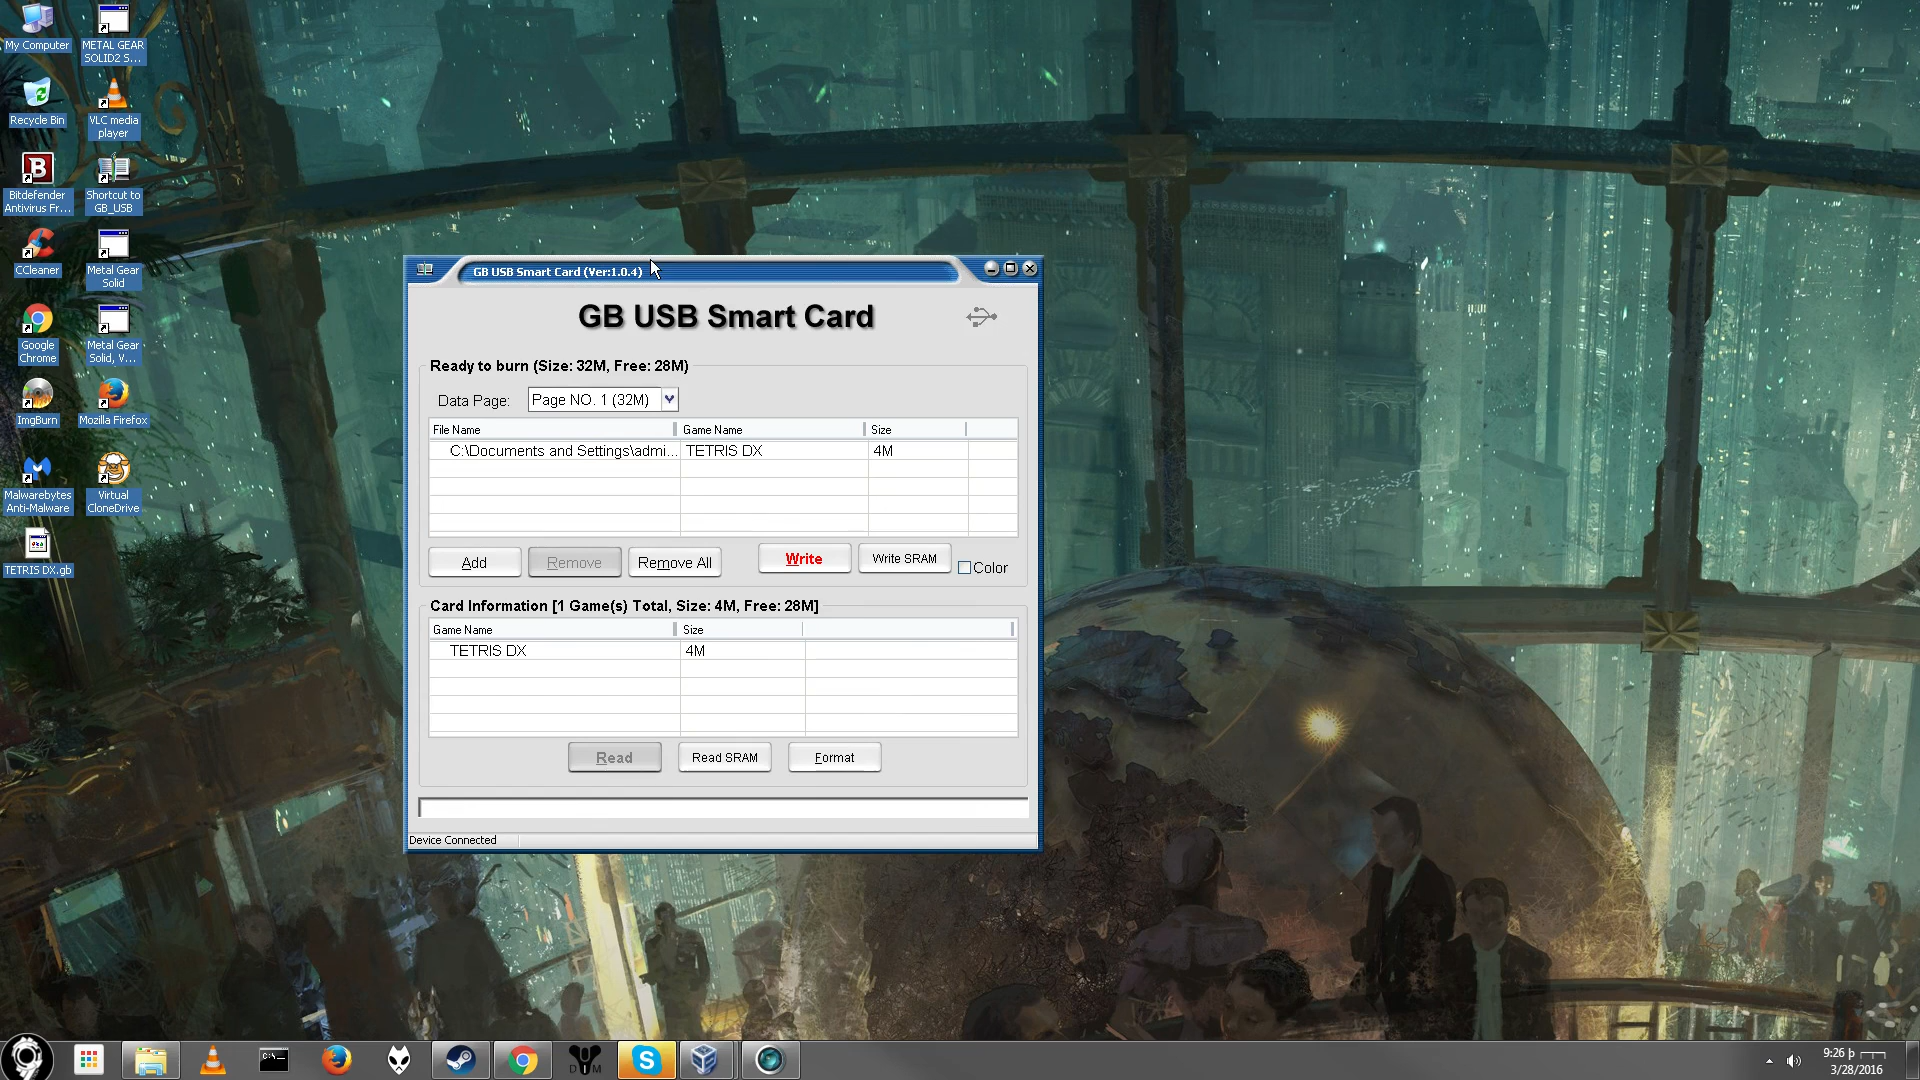 My Computer
METAL GEAR
SOLID2 S...
Recycle Bin
VLC media
player
Bitdefender
Antivirus Fr...
Shortcut to
GB_USB
CCleaner
Metal Gear
Solid
Google
Chrome
Metal Gear
Solid, V...
ImgBurn
Mozilla Firefox
Malwarebytes
Anti-Malware
Virtual
CloneDrive
TETRIS DX.gb
GB USB Smart Card (Ver:1.0.4)
GB USB Smart Card
Ready to burn (Size: 32M, Free: 28M)
Data Page: Page NO. 1 (32M)
File Name Game Name Size
C:\Documents and Settings\admi... TETRIS DX 4M
Add Remove Remove All Write Write SRAM Color
Card Information [1 Game(s) Total, Size: 4M, Free: 28M]
Game Name Size
TETRIS DX 4M
Read Read SRAM Format
Device Connected
9:26 þ
3/28/2016